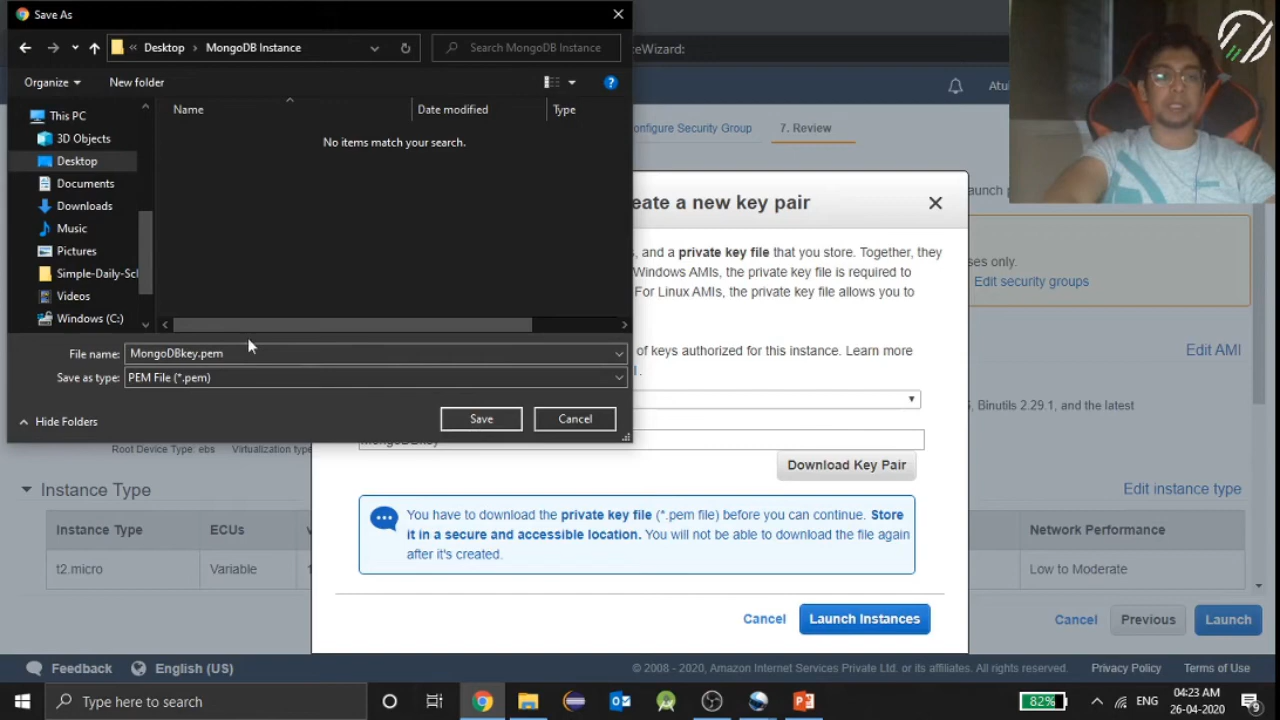 Save As
« Desktop › MongoDB Instance
Search MongoDB Instance
Organize
New folder
Name
Date modified
Type
This PC
3D Objects
Desktop
Documents
Downloads
Music
Pictures
Simple-Daily-Sc
Videos
Windows (C:)
No items match your search.
File name:
MongoDBkey.pem
Save as type:
PEM File (*.pem)
Hide Folders
Save
Cancel
ceWizard:
Atu
onfigure Security Group
7. Review
eate a new key pair
, and a private key file that you store. Together, they
Windows AMIs, the private key file is required to
For Linux AMIs, the private key file allows you to
of keys authorized for this instance. Learn more
MongoDBkey
Download Key Pair
You have to download the private key file (*.pem file) before you can continue. Store
it in a secure and accessible location. You will not be able to download the file again
after it's created.
Cancel
Launch Instances
aunch
ses only.
Edit security groups
Edit AMI
, Binutils 2.29.1, and the latest
Root Device Type: ebs
Virtualization type
Instance Type
Edit instance type
Instance Type
ECUs
Network Performance
t2.micro
Variable
Low to Moderate
Cancel
Previous
Launch
Feedback
English (US)
© 2008 - 2020, Amazon Internet Services Private Ltd. or its affiliates. All rights reserved.
Privacy Policy
Terms of Use
Type here to search
82%
ENG
04:23 AM
26-04-2020
9